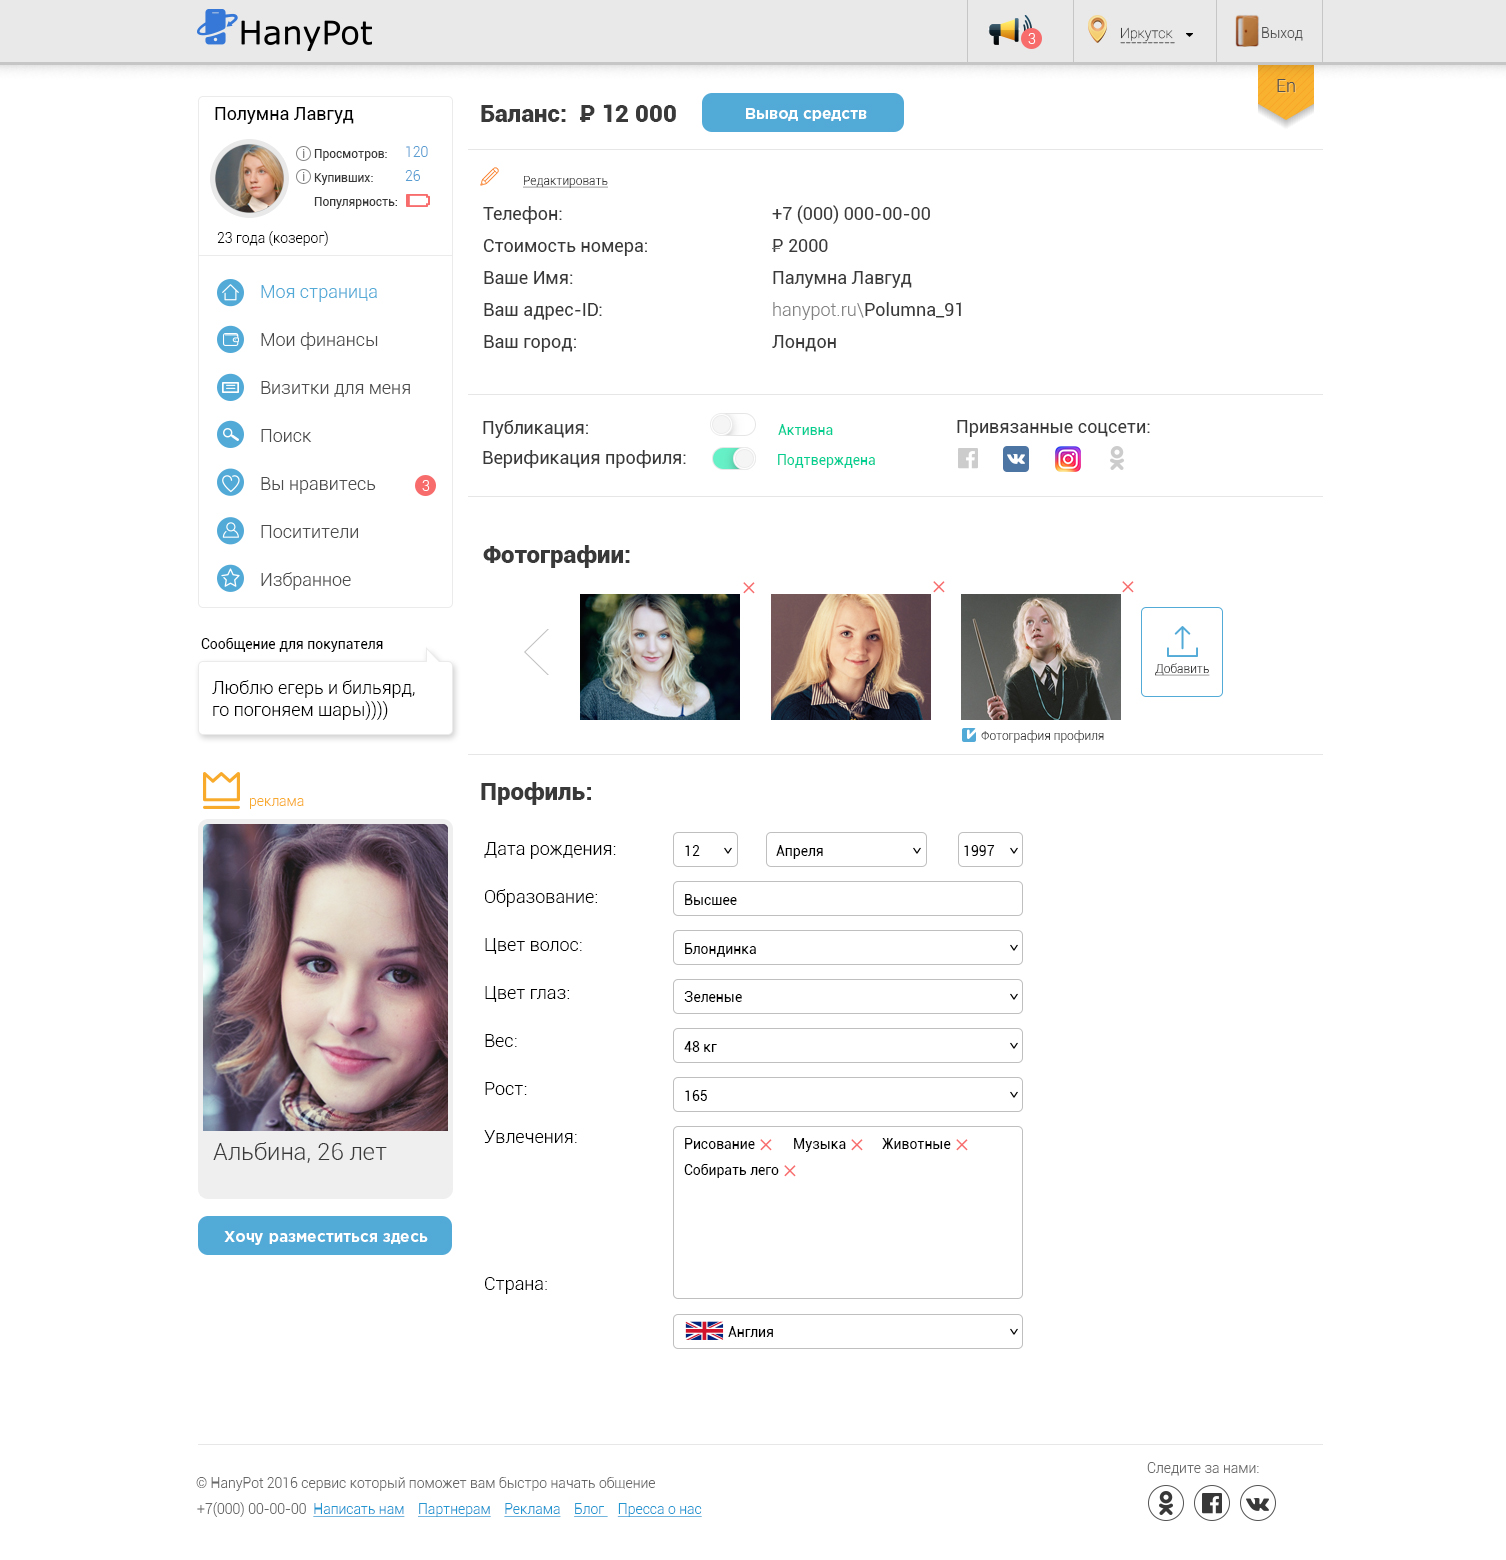 HanyPot
3
Иркутск
Выход
En
Полумна Лавгуд
Просмотров: 120
Купивших: 26
Популярность:
23 года (козерог)
Моя страница
Мои финансы
Визитки для меня
Поиск
Вы нравитесь 3
Поситители
Избранное
Сообщение для покупателя
Люблю егерь и бильярд,
го погоняем шары))))
реклама
Альбина, 26 лет
Хочу разместиться здесь
Баланс: ₽ 12 000
Вывод средств
Редактировать
Телефон: +7 (000) 000-00-00
Стоимость номера: ₽ 2000
Ваше Имя: Палумна Лавгуд
Ваш адрес-ID: hanypot.ru\Polumna_91
Ваш город: Лондон
Публикация: Активна
Верификация профиля: Подтверждена
Привязанные соцсети:
Фотографии:
Добавить
Фотография профиля
Профиль:
Дата рождения: 12 Апреля 1997
Образование: Высшее
Цвет волос: Блондинка
Цвет глаз: Зеленые
Вес: 48 кг
Рост: 165
Увлечения: Рисование Музыка Животные
Собирать лего
Страна:
Англия
© HanyPot 2016 сервис который поможет вам быстро начать общение
+7(000) 00-00-00 Написать нам Партнерам Реклама Блог Пресса о нас
Следите за нами: